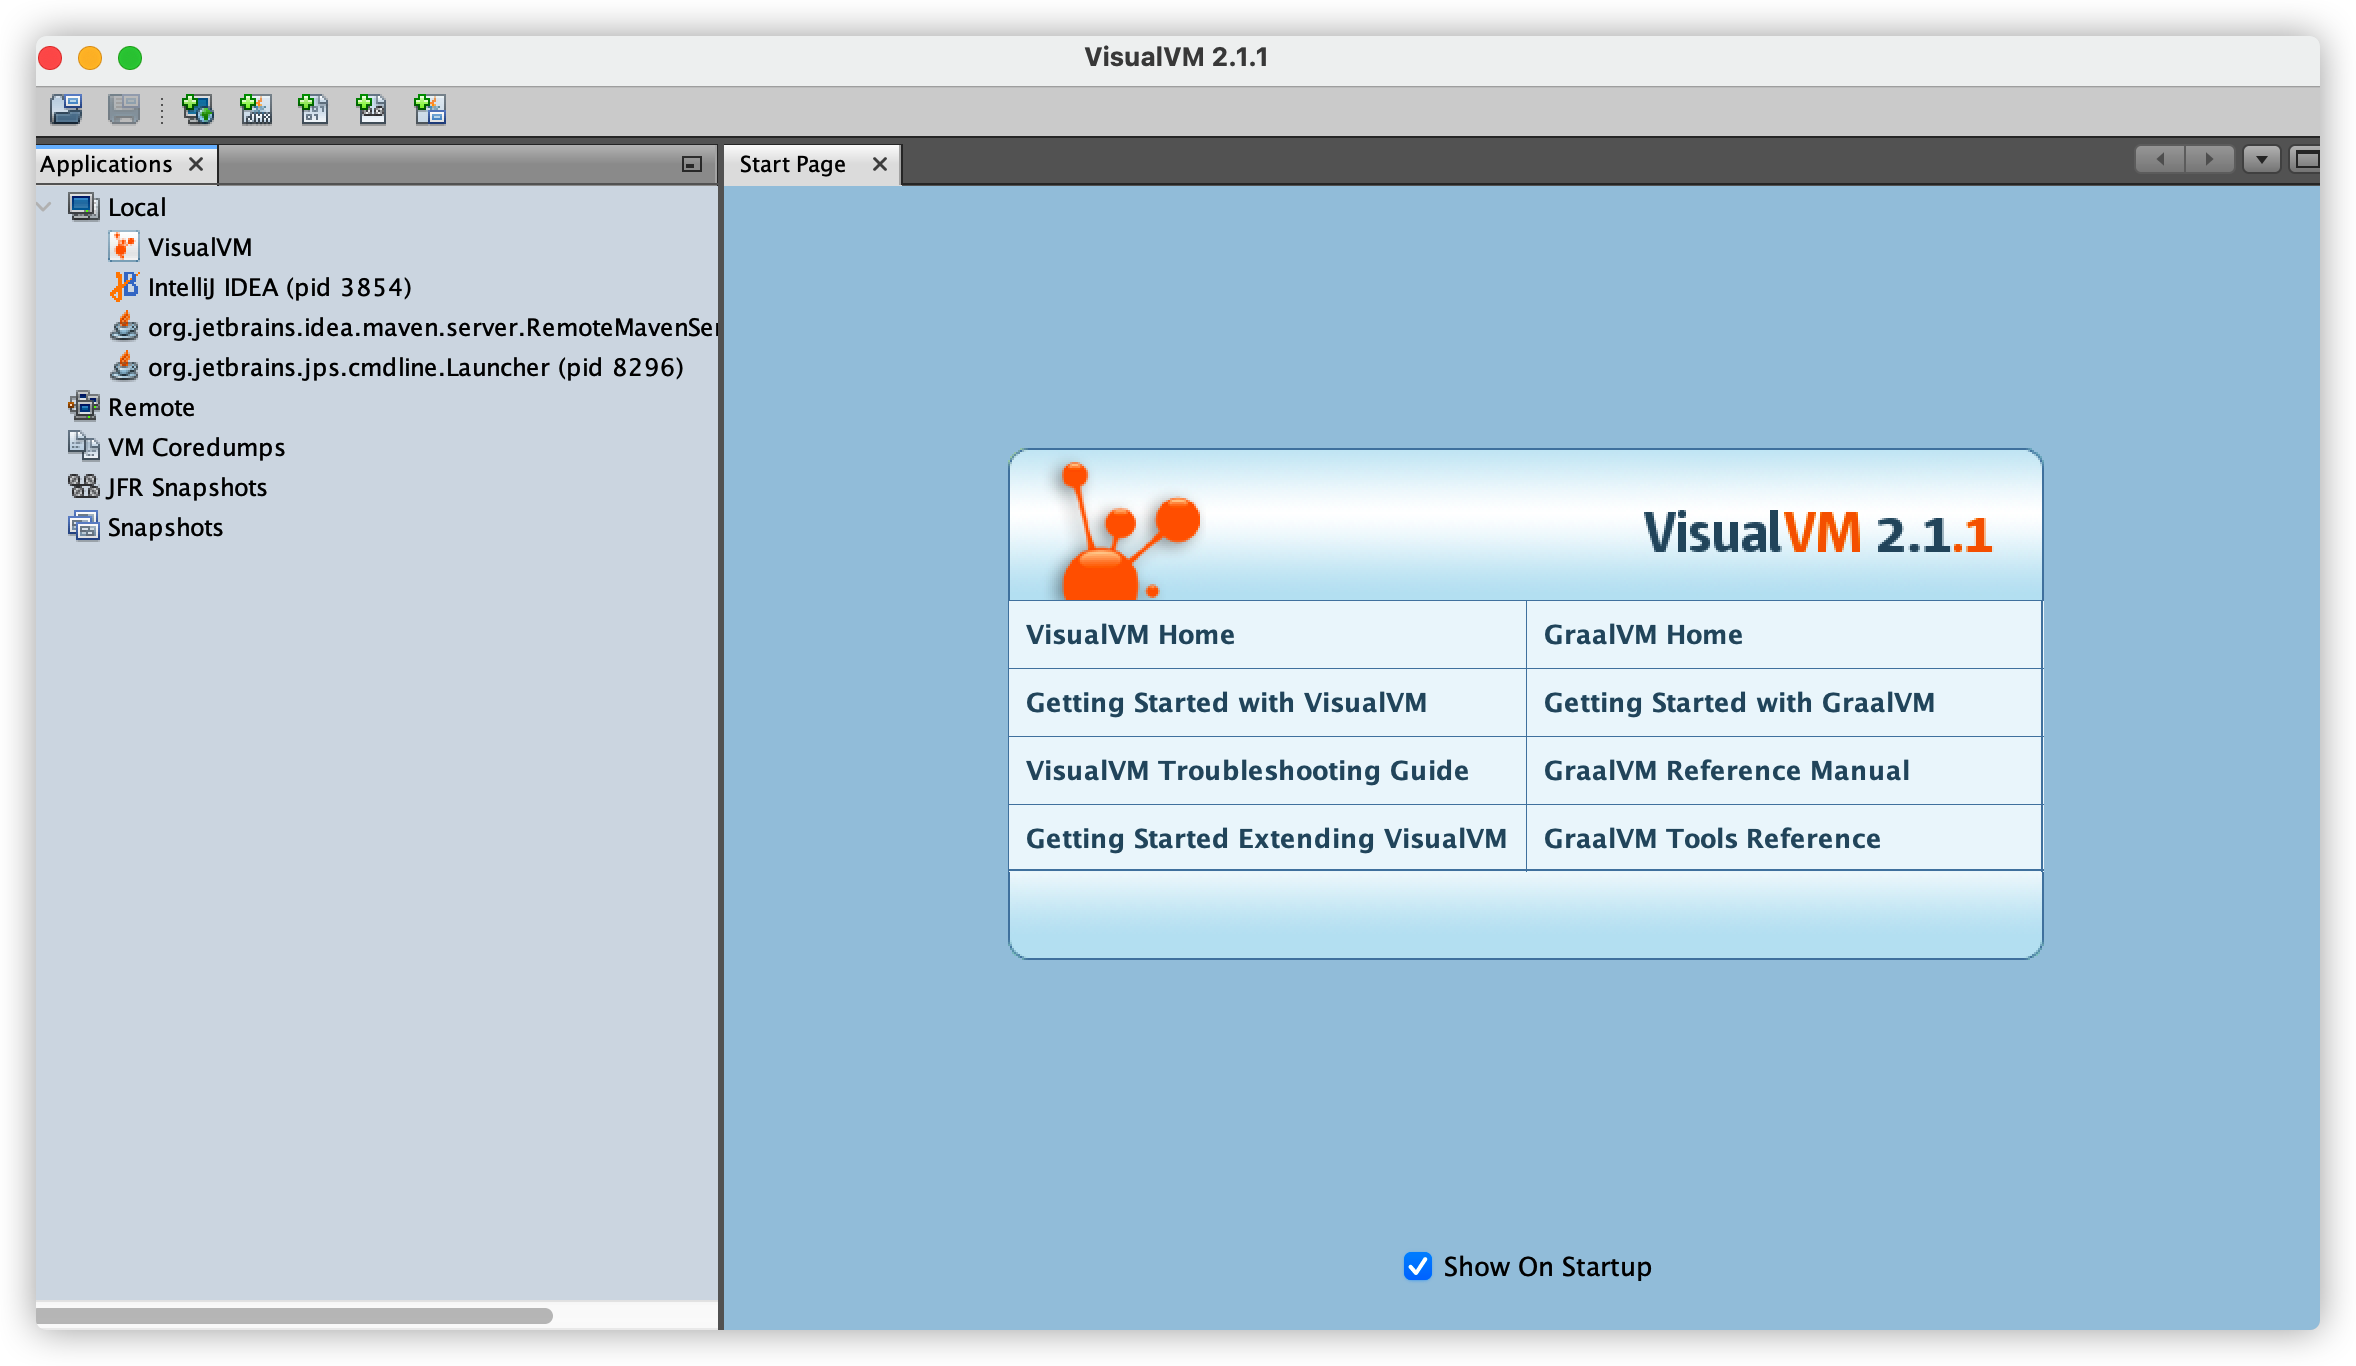 VisualVM 2.1.1
Applications
Start Page
Local
VisualVM
IntelliJ IDEA (pid 3854)
org.jetbrains.idea.maven.server.RemoteMavenSer
org.jetbrains.jps.cmdline.Launcher (pid 8296)
Remote
VM Coredumps
JFR Snapshots
Snapshots
VisualVM 2.1.1
VisualVM Home
GraalVM Home
Getting Started with VisualVM
Getting Started with GraalVM
VisualVM Troubleshooting Guide
GraalVM Reference Manual
Getting Started Extending VisualVM
GraalVM Tools Reference
Show On Startup